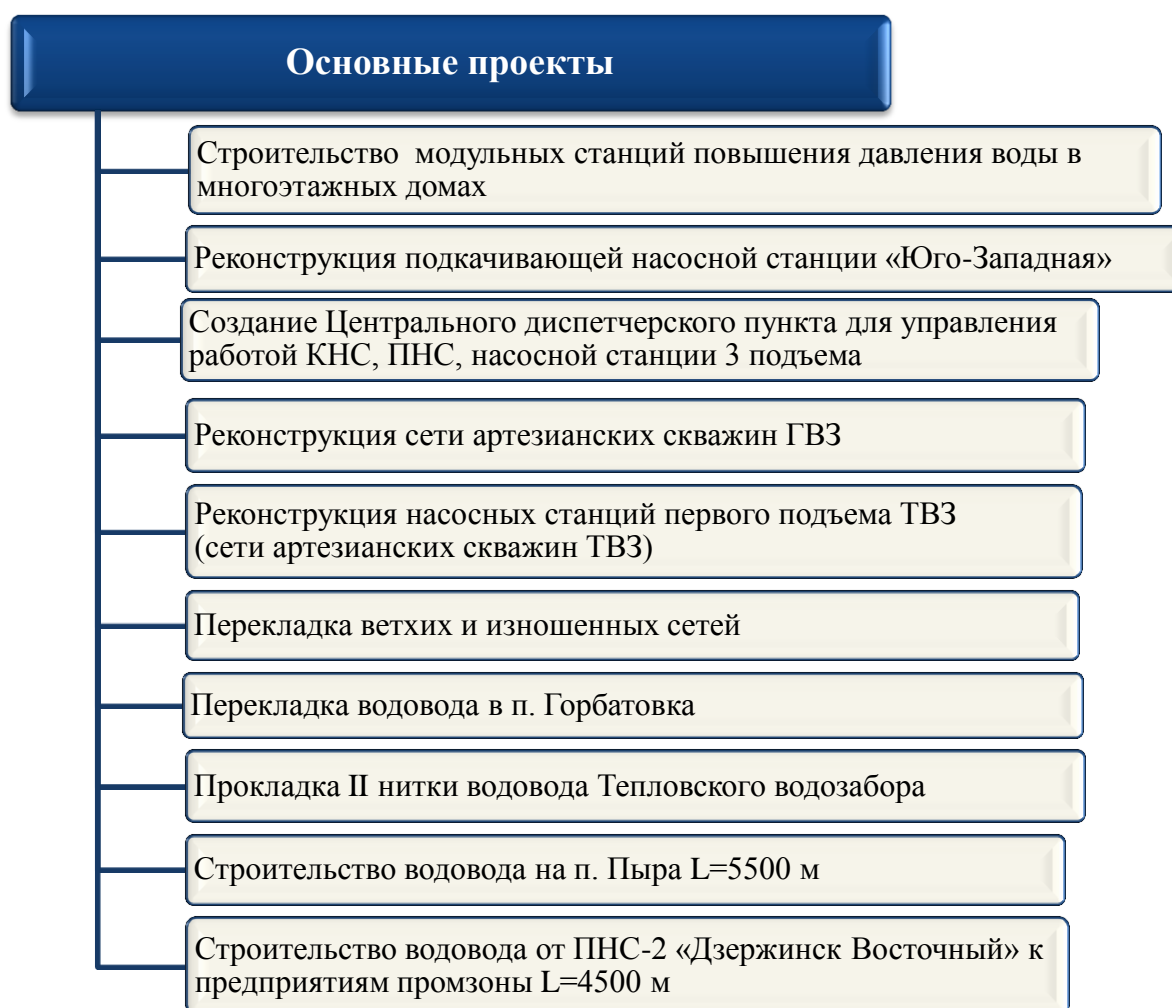 Основные проекты
Строительство модульных станций повышения давления воды в
многоэтажных домах
Реконструкция подкачивающей насосной станции «Юго-Западная»
Создание Центрального диспетчерского пункта для управления
работой КНС, ПНС, насосной станции 3 подъема
Реконструкция сети артезианских скважин ГВЗ
Реконструкция насосных станций первого подъема ТВЗ
(сети артезианских скважин ТВЗ)
Перекладка ветхих и изношенных сетей
Перекладка водовода в п. Горбатовка
Прокладка II нитки водовода Тепловского водозабора
Строительство водовода на п. Пыра L=5500 м
Строительство водовода от ПНС-2 «Дзержинск Восточный» к
предприятиям промзоны L=4500 м